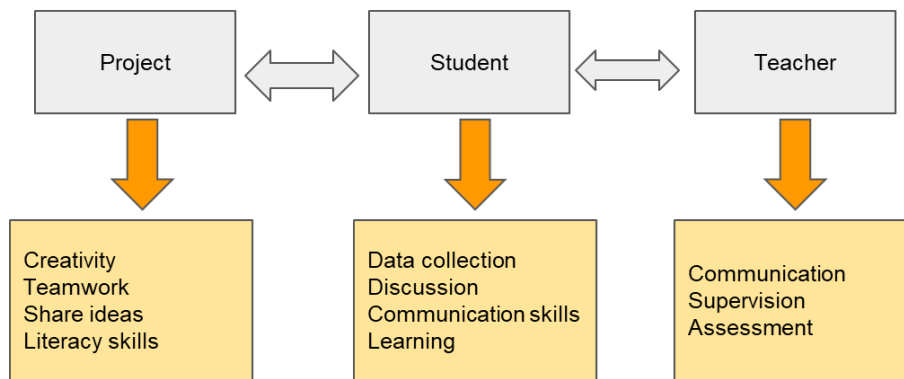 Project
Student
Teacher
Creativity
Teamwork
Share ideas
Literacy skills
Data collection
Discussion
Communication skills
Learning
Communication
Supervision
Assessment